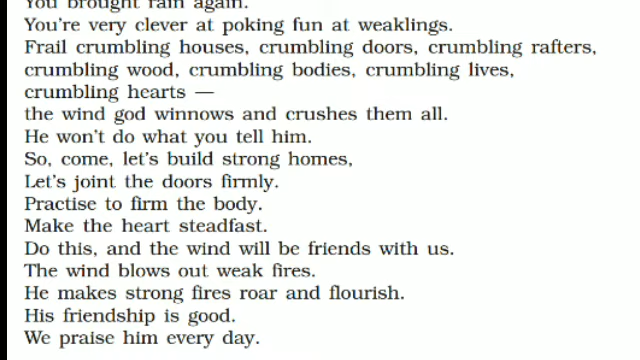 You brought rain again.
You're very clever at poking fun at weaklings.
Frail crumbling houses, crumbling doors, crumbling rafters,
crumbling wood, crumbling bodies, crumbling lives,
crumbling hearts —
the wind god winnows and crushes them all.
He won't do what you tell him.
So, come, let's build strong homes,
Let's joint the doors firmly.
Practise to firm the body.
Make the heart steadfast.
Do this, and the wind will be friends with us.
The wind blows out weak fires.
He makes strong fires roar and flourish.
His friendship is good.
We praise him every day.